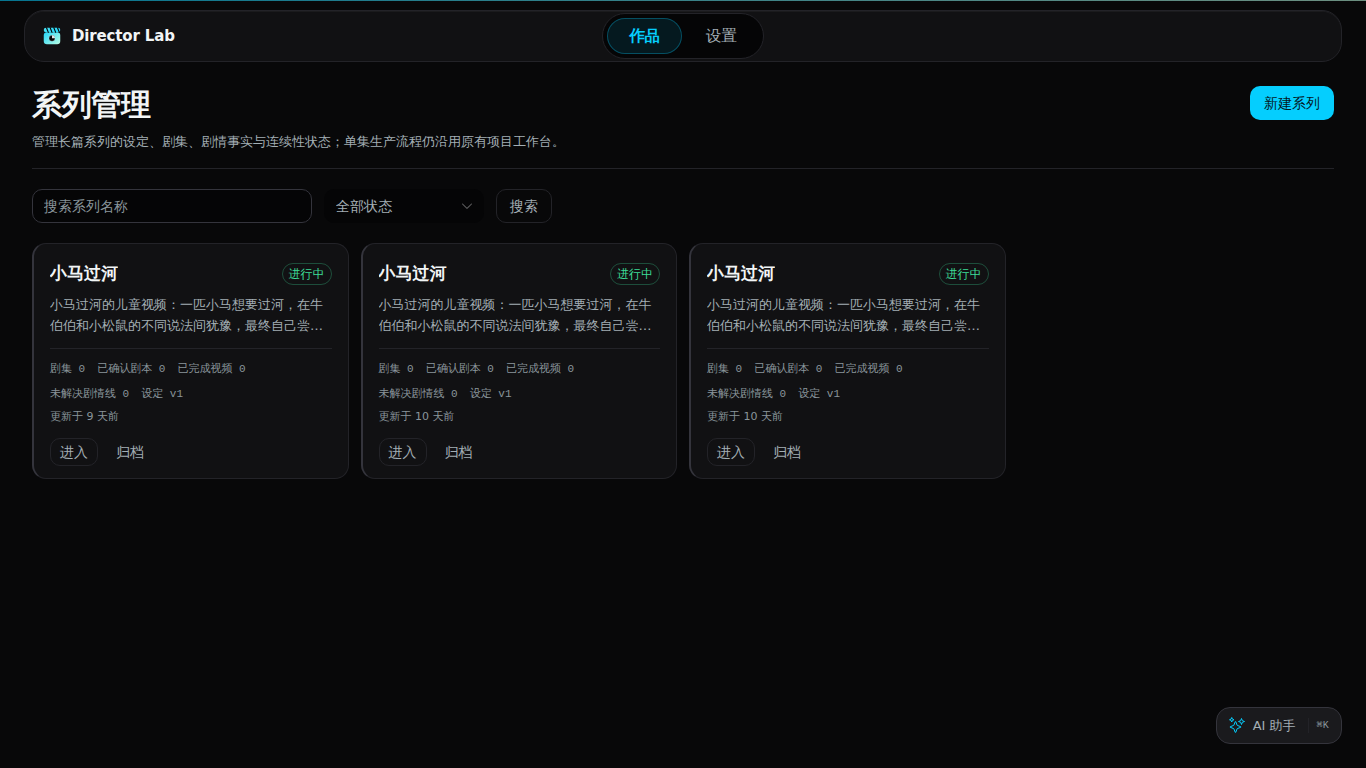 Director Lab
作品
设置
系列管理
新建系列
管理长篇系列的设定、剧集、剧情事实与连续性状态；单集生产流程仍沿用原有项目工作台。
搜索系列名称
全部状态
搜索
小马过河
进行中
小马过河的儿童视频：一匹小马想要过河，在牛
伯伯和小松鼠的不同说法间犹豫，最终自己尝…
剧集 0 已确认剧本 0 已完成视频 0
未解决剧情线 0 设定 v1
更新于 9 天前
进入
归档
小马过河
进行中
小马过河的儿童视频：一匹小马想要过河，在牛
伯伯和小松鼠的不同说法间犹豫，最终自己尝…
剧集 0 已确认剧本 0 已完成视频 0
未解决剧情线 0 设定 v1
更新于 10 天前
进入
归档
小马过河
进行中
小马过河的儿童视频：一匹小马想要过河，在牛
伯伯和小松鼠的不同说法间犹豫，最终自己尝…
剧集 0 已确认剧本 0 已完成视频 0
未解决剧情线 0 设定 v1
更新于 10 天前
进入
归档
AI 助手
⌘K